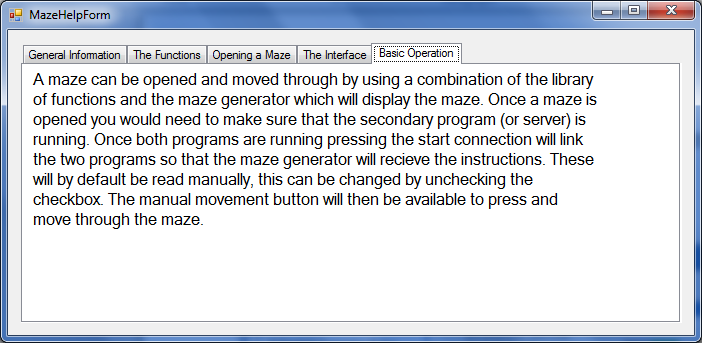 MazeHelpForm
General Information The Functions Opening a Maze The Interface Basic Operation
A maze can be opened and moved through by using a combination of the library
of functions and the maze generator which will display the maze. Once a maze is
opened you would need to make sure that the secondary program (or server) is
running. Once both programs are running pressing the start connection will link
the two programs so that the maze generator will recieve the instructions. These
will by default be read manually, this can be changed by unchecking the
checkbox. The manual movement button will then be available to press and
move through the maze.